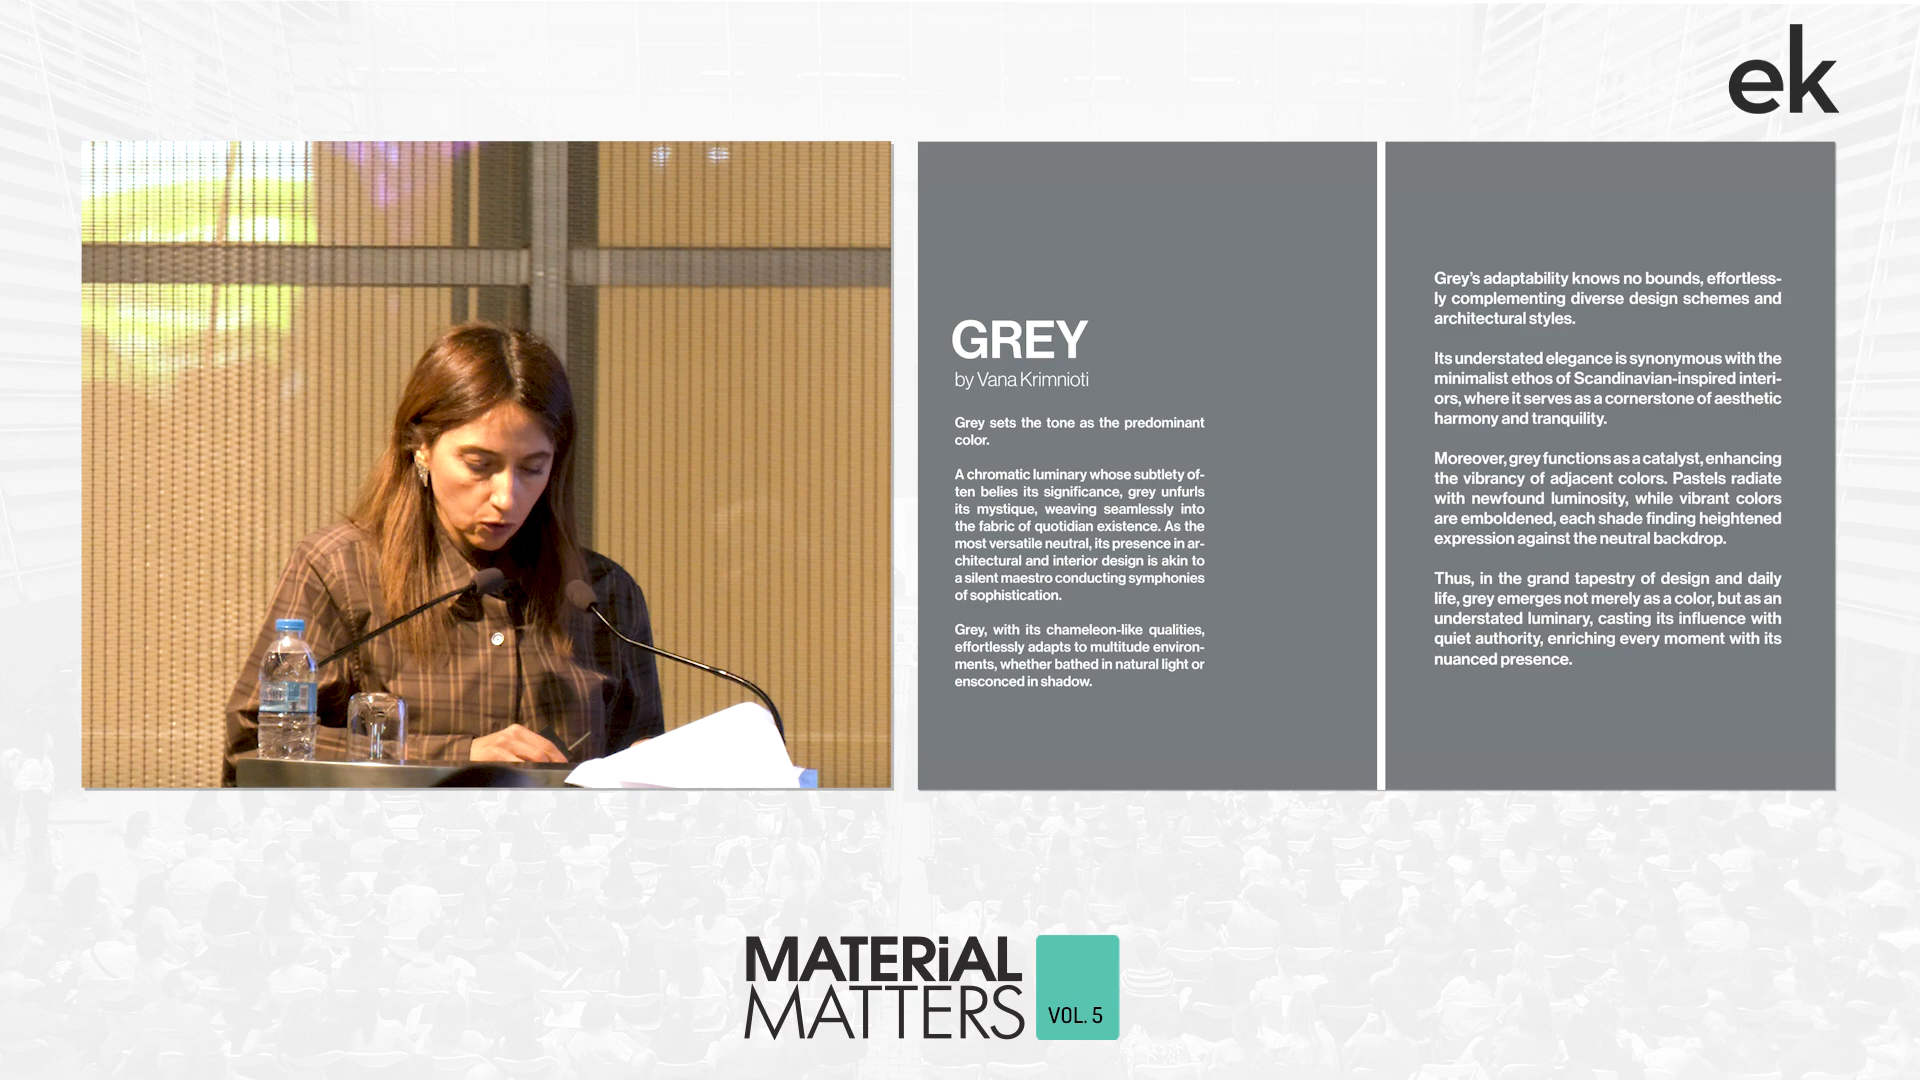 ek
GREY
by Vana Krimnioti
Grey sets the tone as the predominant
color.
A chromatic luminary whose subtlety of-
ten belies its significance, grey unfurls
its mystique, weaving seamlessly into
the fabric of quotidian existence. As the
most versatile neutral, its presence in ar-
chitectural and interior design is akin to
a silent maestro conducting symphonies
of sophistication.
Grey, with its chameleon-like qualities,
effortlessly adapts to multitude environ-
ments, whether bathed in natural light or
ensconced in shadow.
Grey’s adaptability knows no bounds, effortless-
ly complementing diverse design schemes and
architectural styles.
Its understated elegance is synonymous with the
minimalist ethos of Scandinavian-inspired interi-
ors, where it serves as a cornerstone of aesthetic
harmony and tranquility.
Moreover, grey functions as a catalyst, enhancing
the vibrancy of adjacent colors. Pastels radiate
with newfound luminosity, while vibrant colors
are emboldened, each shade finding heightened
expression against the neutral backdrop.
Thus, in the grand tapestry of design and daily
life, grey emerges not merely as a color, but as an
understated luminary, casting its influence with
quiet authority, enriching every moment with its
nuanced presence.
MATERiAL
MATTERS
VOL. 5